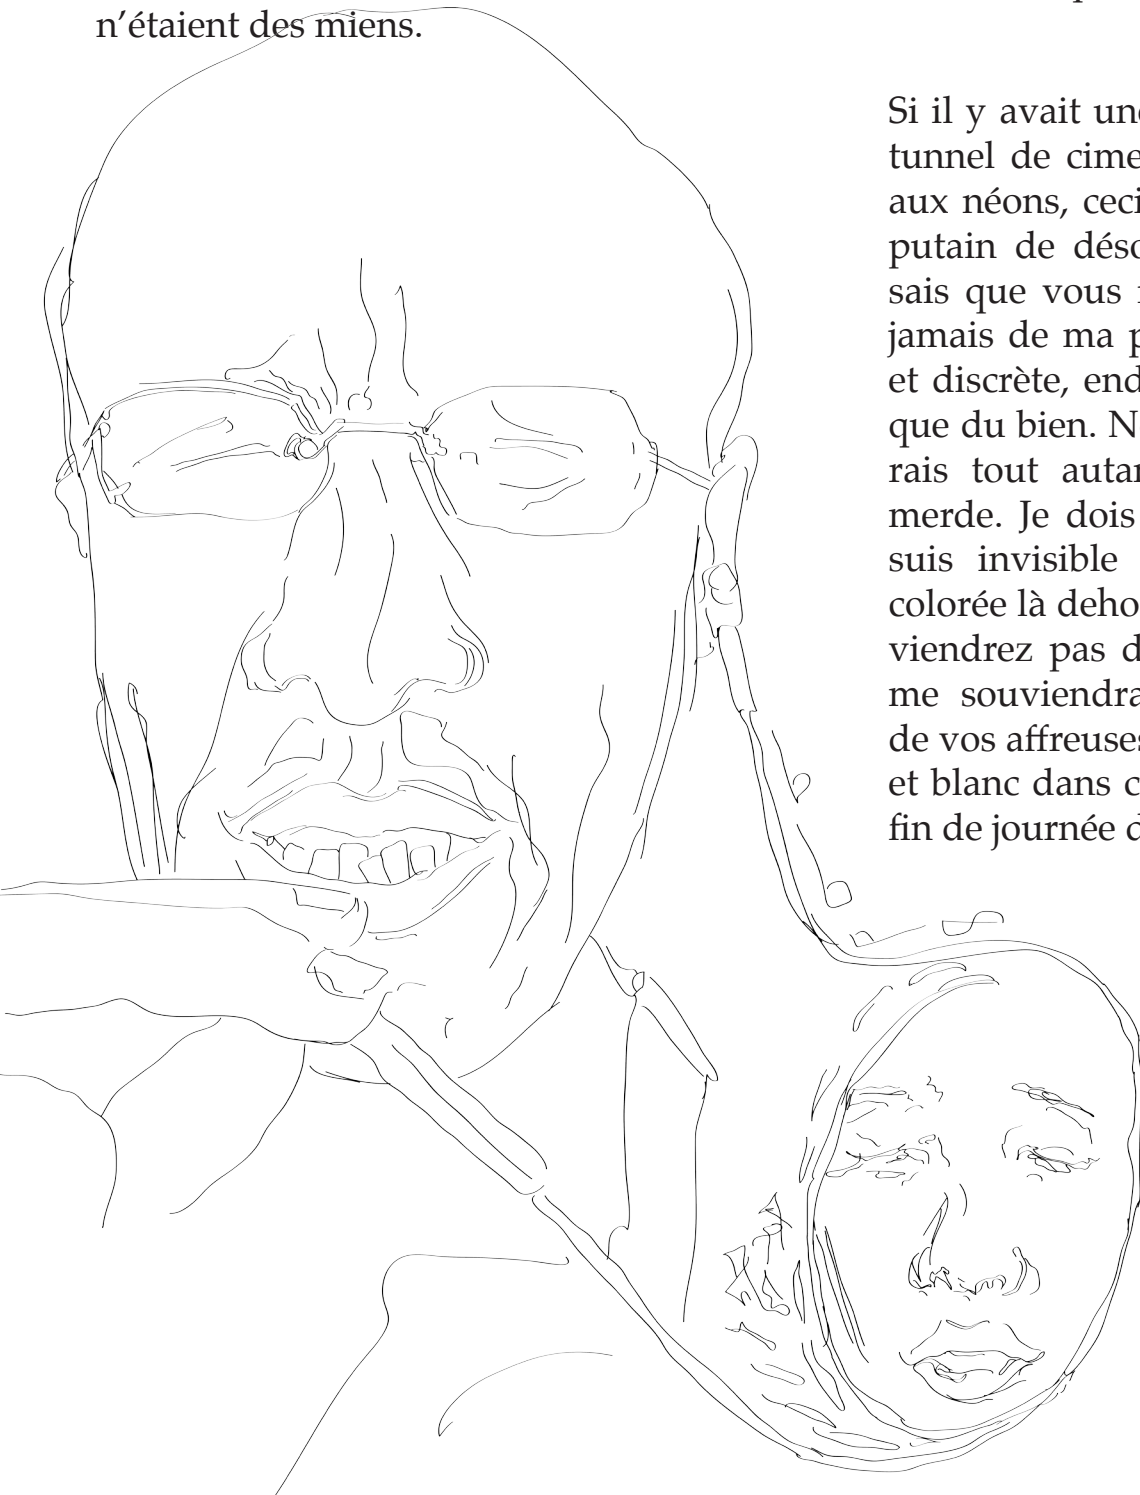 n’étaient des miens.
Si il y avait une
tunnel de cime
aux néons, ceci
putain de déso
sais que vous
jamais de ma p
et discrète, end
que du bien. N
rais tout autan
merde. Je dois
suis invisible
colorée là deho
viendrez pas d
me souviendra
de vos affreuses
et blanc dans c
fin de journée d